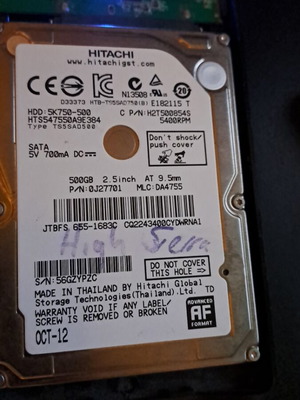 HITACHI
www.hitachigst.com
N13508
20
D33373 HTB-TS5SAD750(B) E182115 T
HDD: 5K750-500 C P/N:H2T500854S
HTS547550A9E384 5400RPM
Type TS5SAD500
SATA
5V 700mA DC
Don't shock/
push cover
500GB 2.5inch AT 9.5mm
P/N:0J27701 MLC:DA4755
JTBFS 655-1683C CQ2243400CYDWRNA1
High Sierra
S/N:56GZYPZC
DO NOT COVER
THIS HOLE
MADE IN THAILAND BY Hitachi Global
Storage Technologies(Thailand).Ltd. TD
WARRANTY VOID IF ANY LABEL/
SCREW IS REMOVED OR BROKEN
OCT-12
ADVANCED
AF
FORMAT